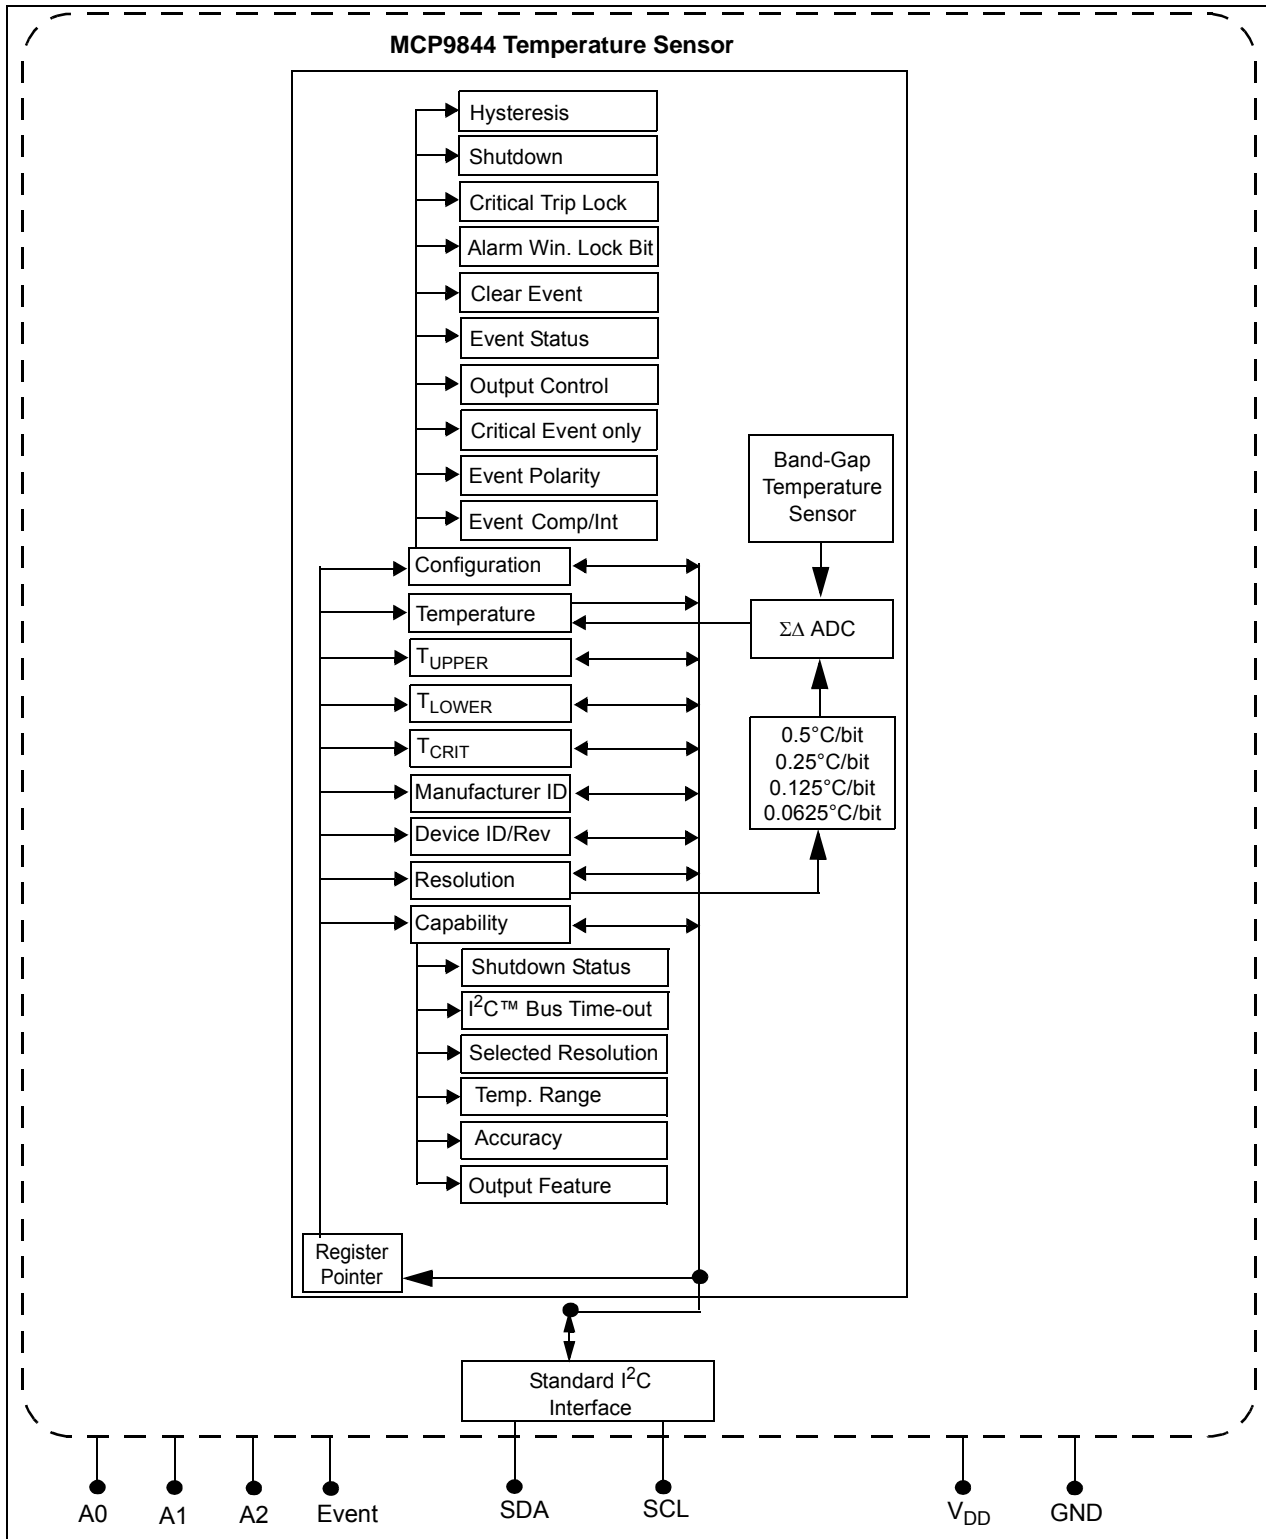 MCP9844 Temperature Sensor
Hysteresis
Shutdown
Critical Trip Lock
Alarm Win. Lock Bit
Clear Event
Event Status
Output Control
Critical Event only
Event Polarity
Event Comp/Int
Configuration
Temperature
T_UPPER
T_LOWER
T_CRIT
Manufacturer ID
Device ID/Rev
Resolution
Capability
Shutdown Status
I²C™ Bus Time-out
Selected Resolution
Temp. Range
Accuracy
Output Feature
Register
Pointer
Band-Gap
Temperature
Sensor
ΣΔ ADC
0.5°C/bit
0.25°C/bit
0.125°C/bit
0.0625°C/bit
Standard I²C
Interface
A0
A1
A2
Event
SDA
SCL
V_DD
GND